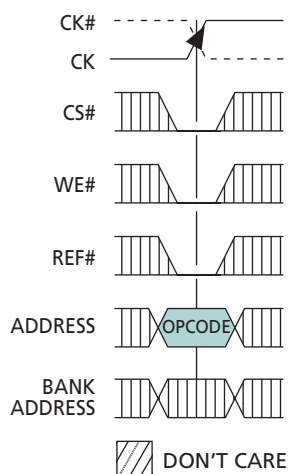 CK#
CK
CS#
WE#
REF#
ADDRESS OPCODE
BANK
ADDRESS
DON'T CARE